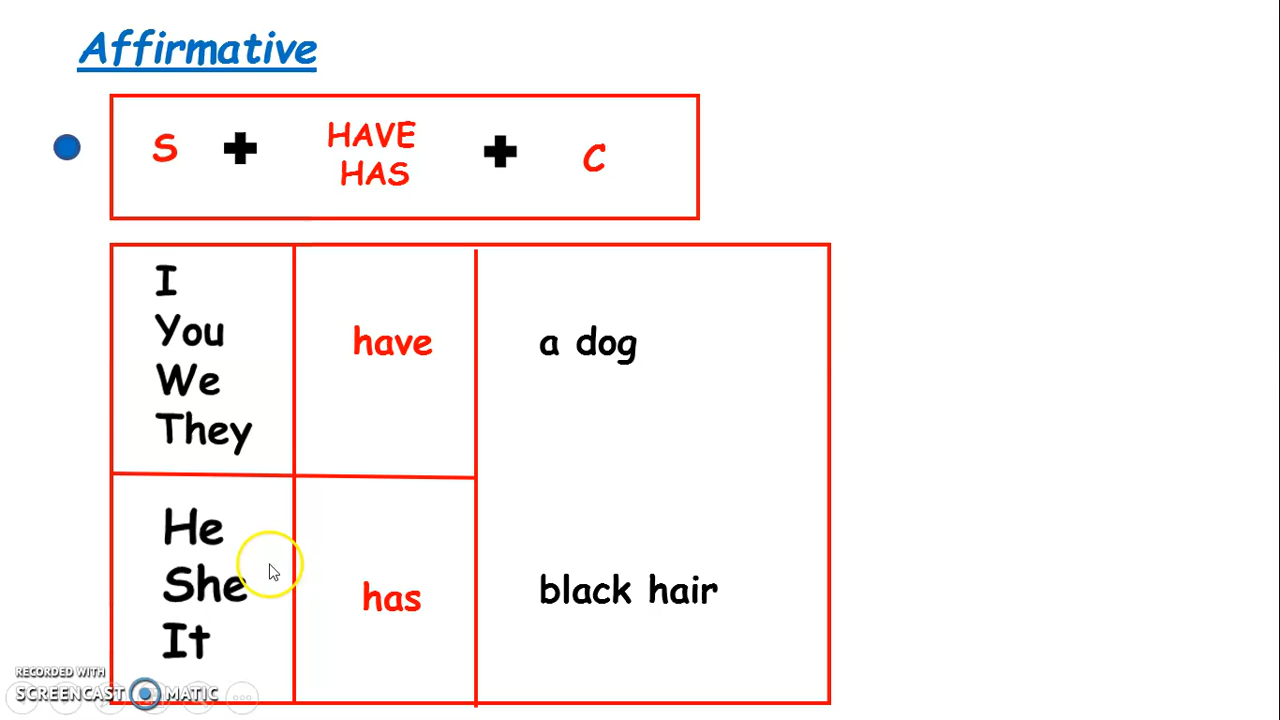 Affirmative
S + HAVE HAS + C
I
You
We
They
have
a dog
He
She
It
has
black hair
RECORDED WITH
SCREENCAST MATIC